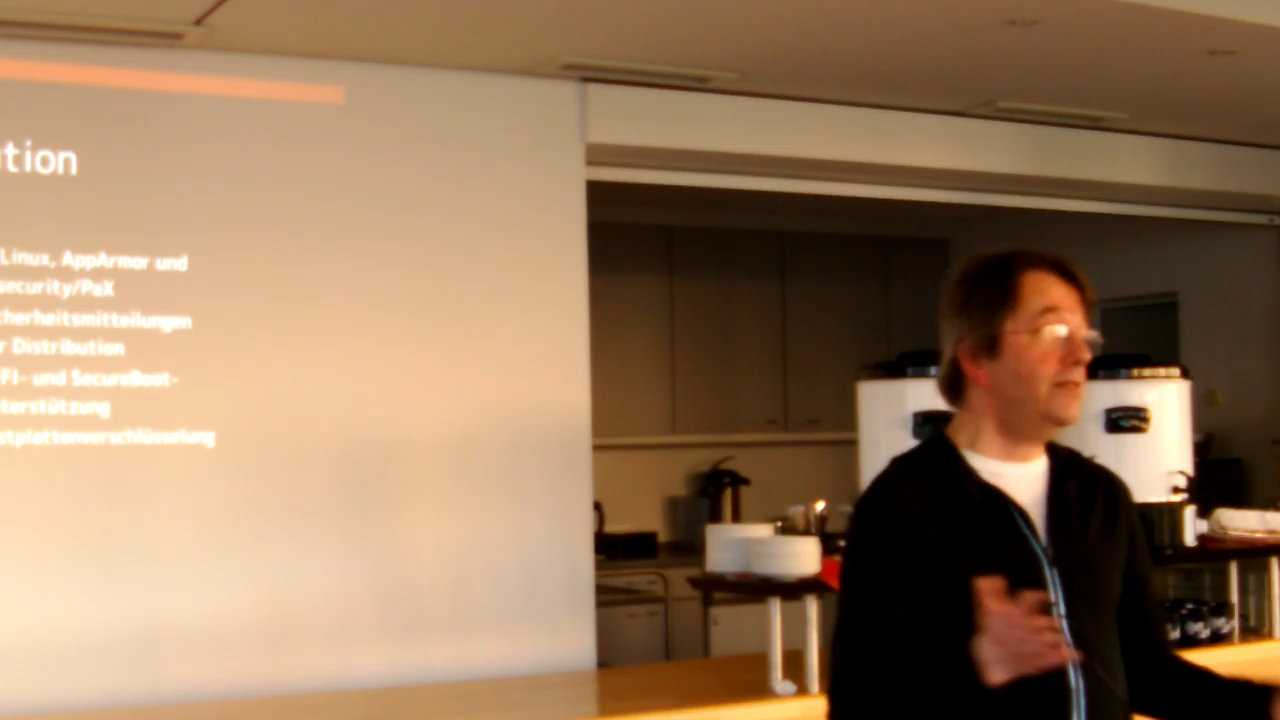 tion
Linux, AppArmor und
security/PaX
cherheitsmitteilungen
r Distribution
FI- und SecureBoot-
terstützung
stplattenverschlüsselung